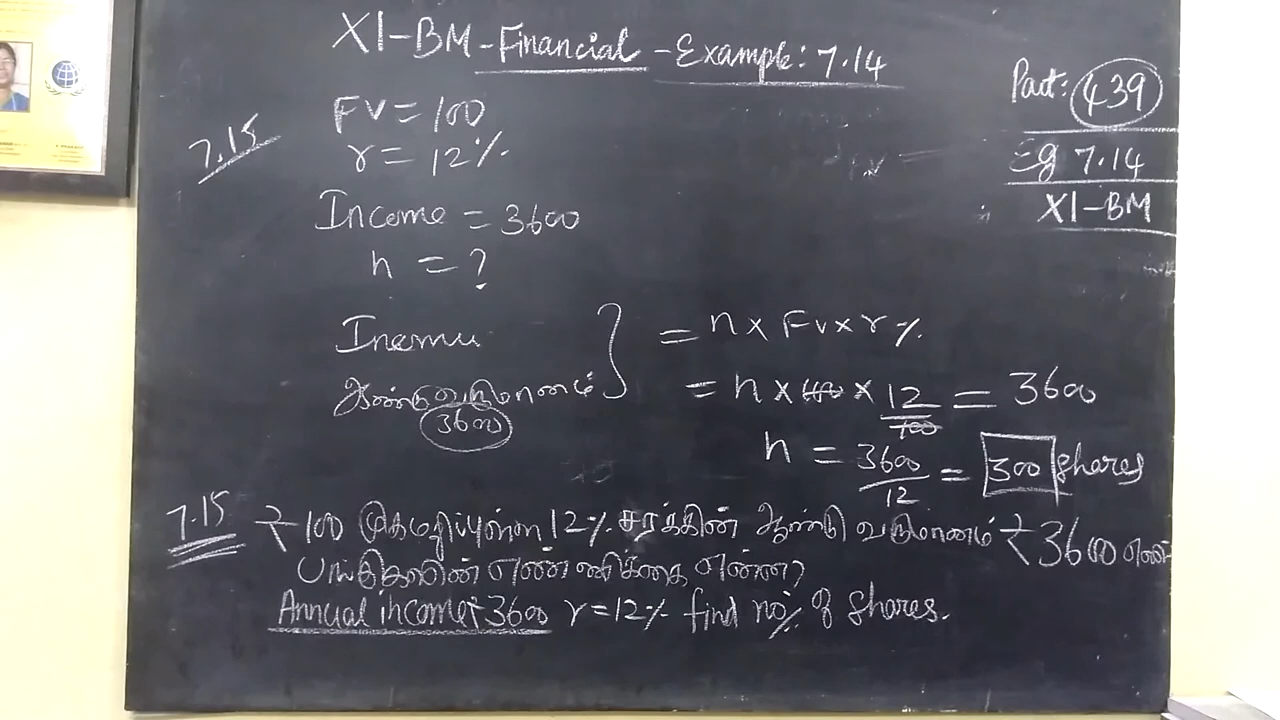 XI-BM-Financial-Example: 7.14
Part: 439
Eg 7.14
XI-BM
7.15
FV = 100
r = 12%
Income = 3600
n = ?
Income
ஆண்டு வருமானம்
3600
= n x FV x r%
= n x 100 x 12/100 = 3600
n = 3600/12 = 300 shares
7.15 ₹100 முகமதிப்புள்ள 12% சரக்கின் ஆண்டு வருமானம் ₹3600 எனில்
பங்குகளின் எண்ணிக்கை என்ன?
Annual income ₹3600 r=12% find no% of shares.